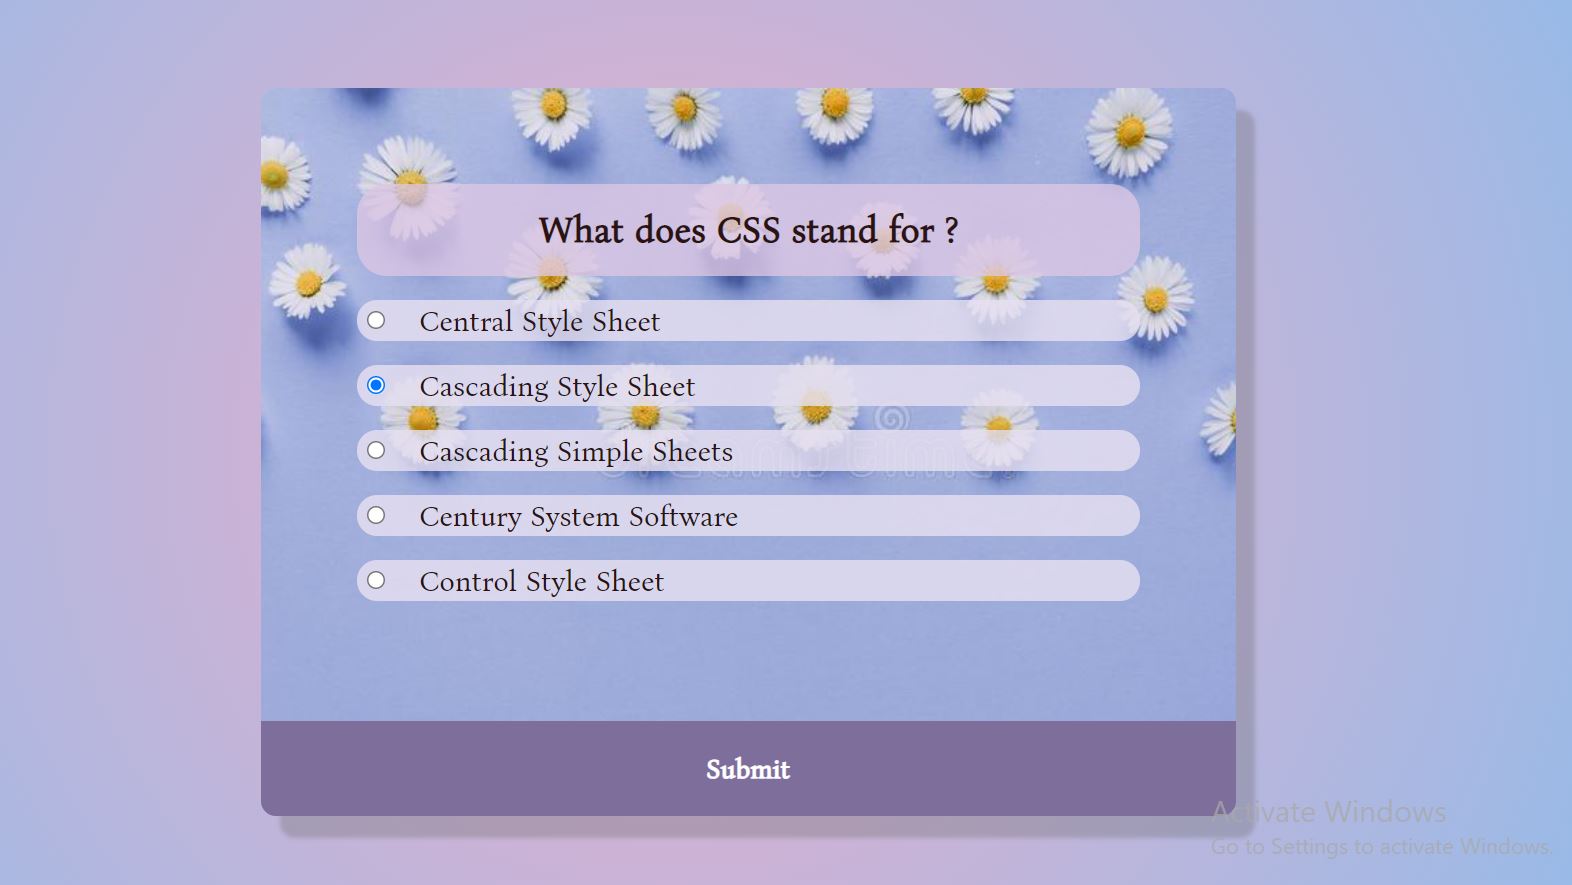 What does CSS stand for ?
Central Style Sheet
Cascading Style Sheet
Cascading Simple Sheets
Century System Software
Control Style Sheet
Submit
Activate Windows
Go to Settings to activate Windows.